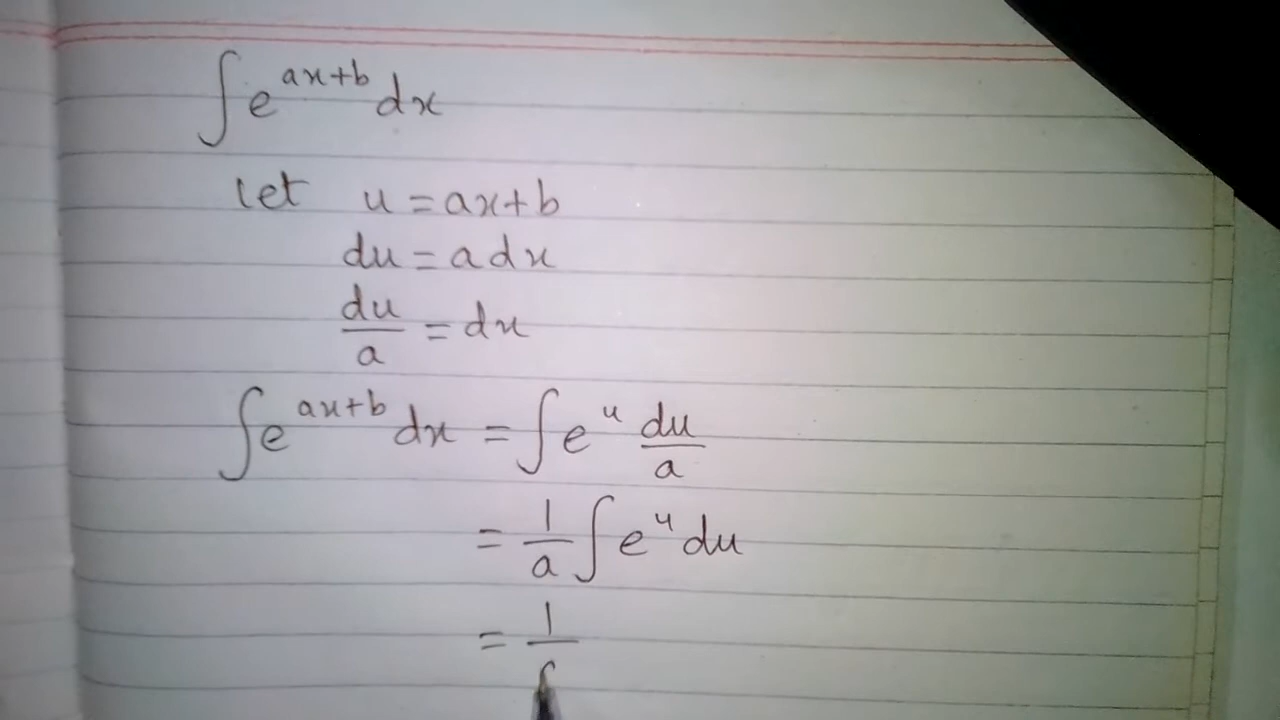 ∫e^(ax+b) dx
let u = ax+b
du = a dx
du/a = dx
∫e^(ax+b) dx = ∫e^u du/a
= 1/a ∫e^u du
= 1/